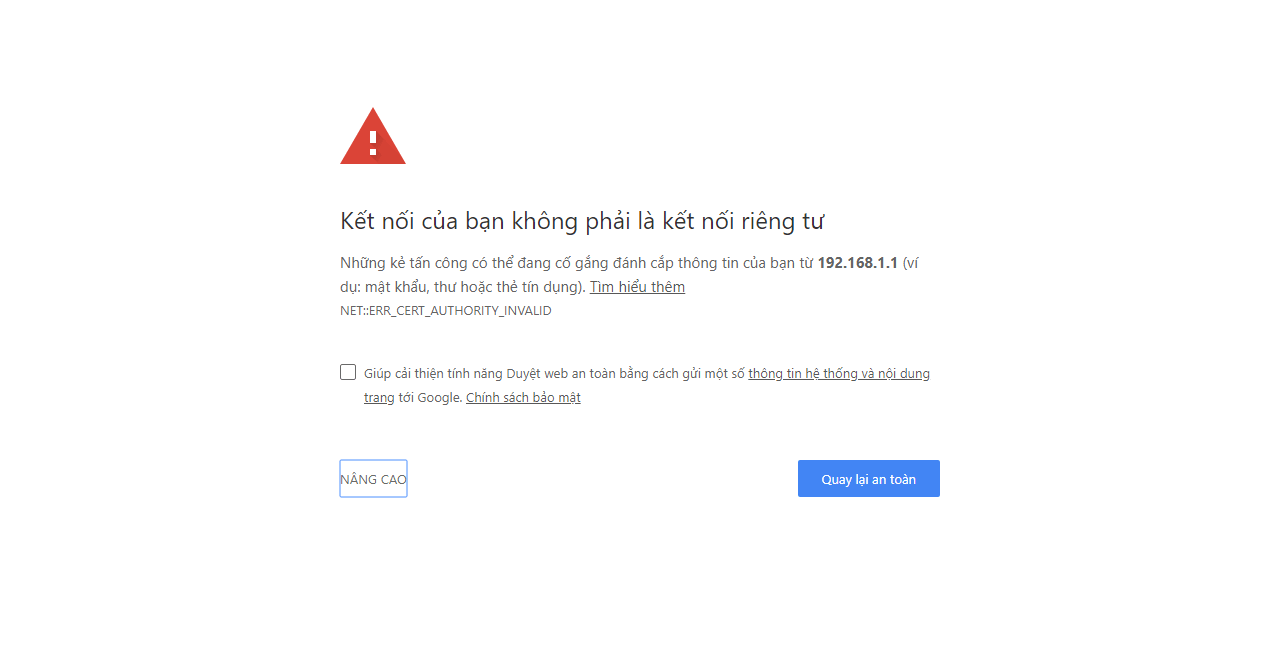 Kết nối của bạn không phải là kết nối riêng tư
Những kẻ tấn công có thể đang cố gắng đánh cắp thông tin của bạn từ 192.168.1.1 (ví
dụ: mật khẩu, thư hoặc thẻ tín dụng). Tìm hiểu thêm
NET::ERR_CERT_AUTHORITY_INVALID
Giúp cải thiện tính năng Duyệt web an toàn bằng cách gửi một số thông tin hệ thống và nội dung
trang tới Google. Chính sách bảo mật
NÂNG CAO
Quay lại an toàn